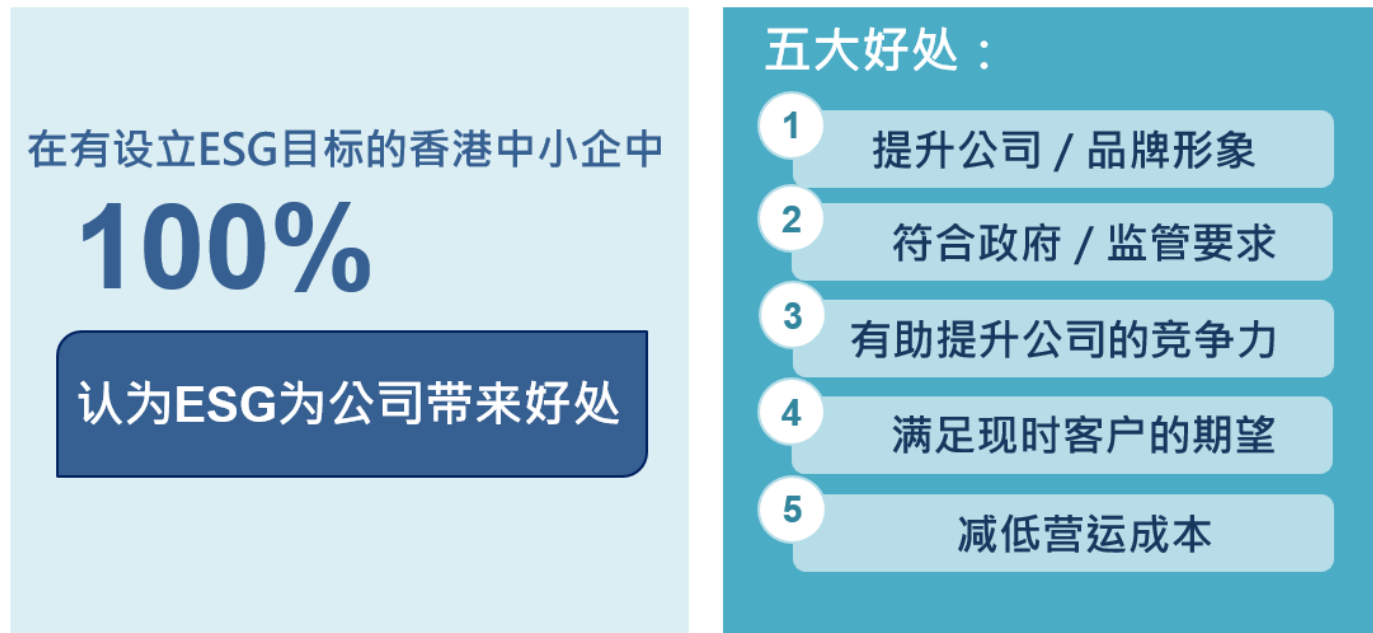 在有设立ESG目标的香港中小企中
100%
认为ESG为公司带来好处
五大好处：
1
提升公司 / 品牌形象
2
符合政府 / 监管要求
3
有助提升公司的竞争力
4
满足现时客户的期望
5
减低营运成本